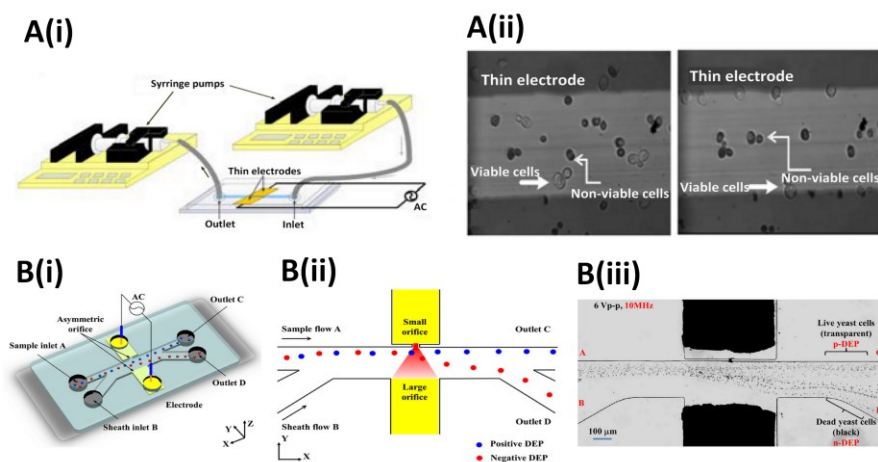 A(i)
Syrringe pumps
Thin electrodes
Outlet
Inlet
AC
A(ii)
Thin electrode
Viable cells
Non-viable cells
Thin electrode
Viable cells
Non-viable cells
B(i)
AC
Asymmetric
orifice
Sample inlet A
Outlet C
Outlet D
Electrode
Sheath inlet B
Y
Z
X
B(ii)
Sample flow A
Small
orifice
Outlet C
Large
orifice
Outlet D
Sheath flow B
Y
X
Positive DEP
Negative DEP
B(iii)
6 Vp-p, 10MHz
Live yeast cells
(transparent)
p-DEP
A
B
100 μm
Dead yeast cells
(black)
n-DEP